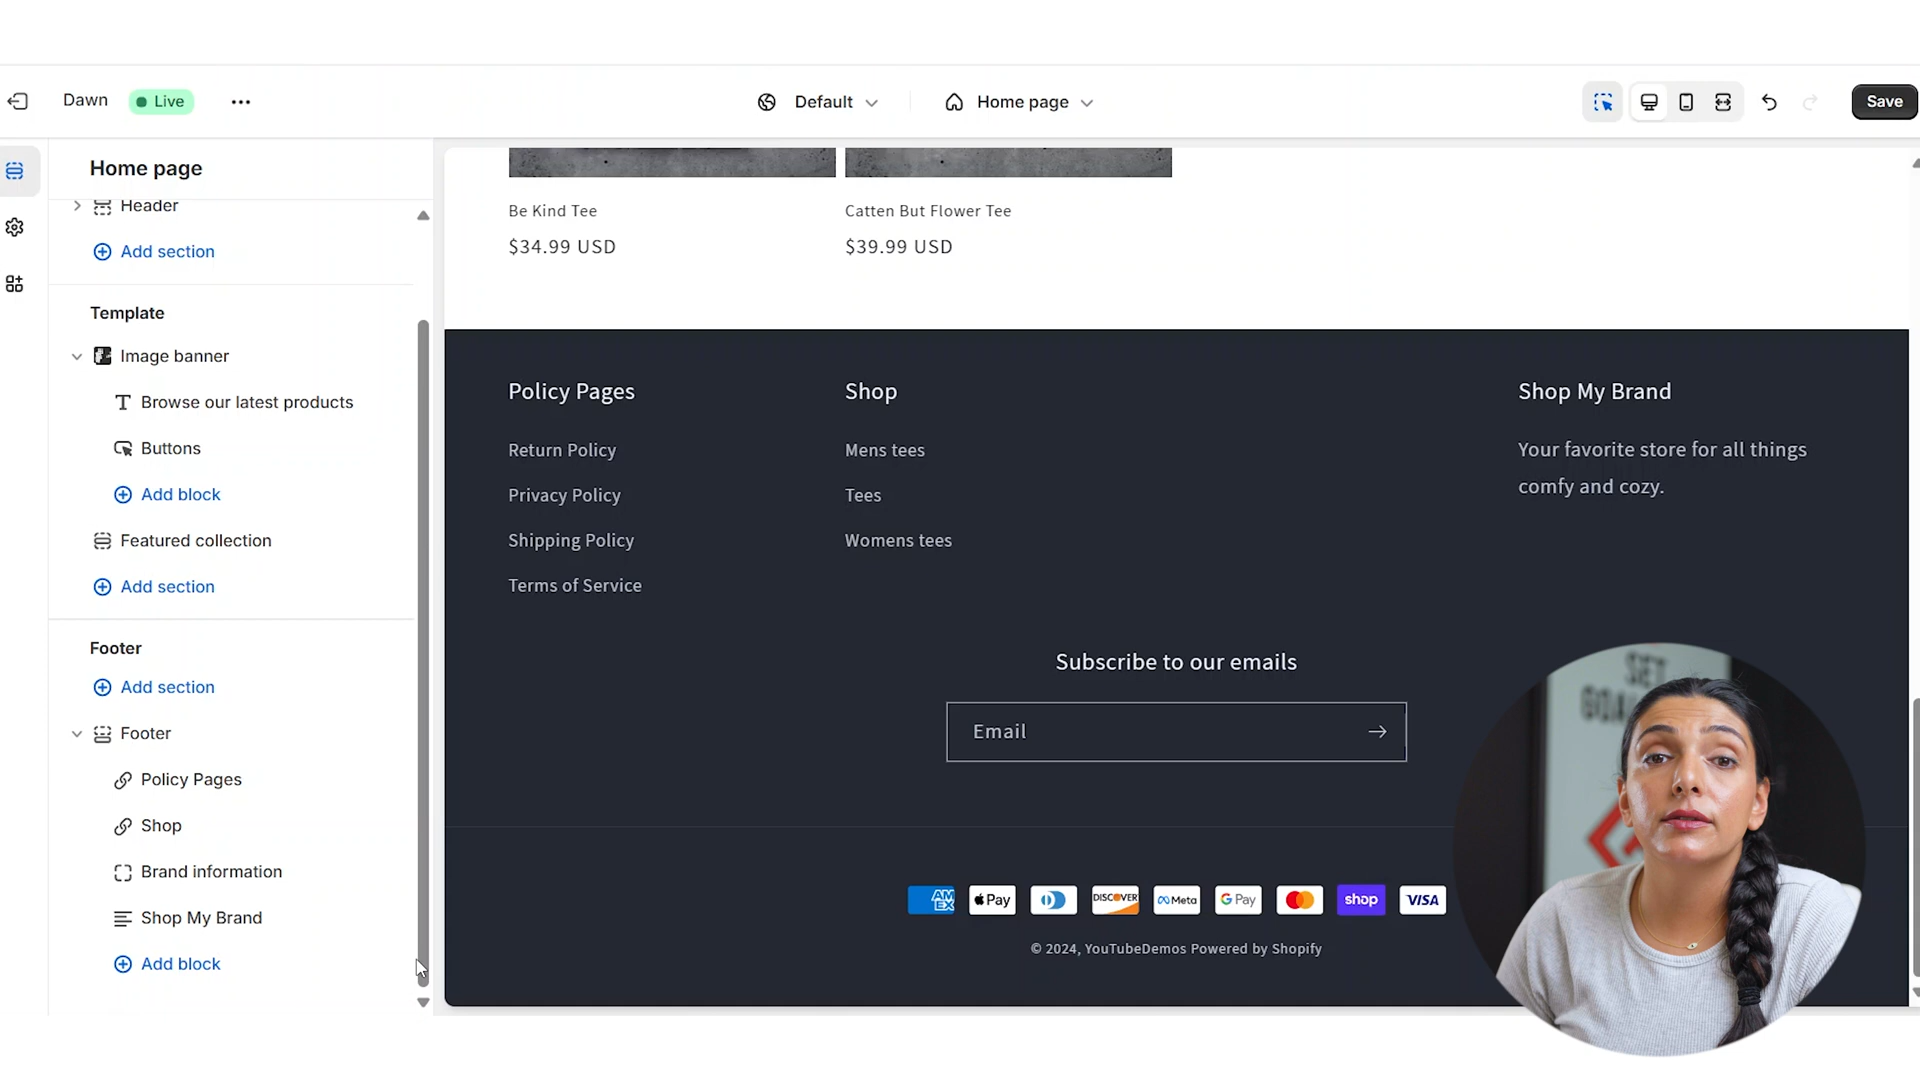 Dawn
Live
Default
Home page
Save
Home page
Header
Add section
Template
Image banner
Browse our latest products
Buttons
Add block
Featured collection
Add section
Footer
Add section
Footer
Policy Pages
Shop
Brand information
Shop My Brand
Add block
Be Kind Tee
$34.99 USD
Catten But Flower Tee
$39.99 USD
Policy Pages
Return Policy
Privacy Policy
Shipping Policy
Terms of Service
Shop
Mens tees
Tees
Womens tees
Shop My Brand
Your favorite store for all things
comfy and cozy.
Subscribe to our emails
Email
AMEX
Pay
DISCOVER
Meta
G Pay
shop
VISA
© 2024, YouTubeDemos Powered by Shopify
SET